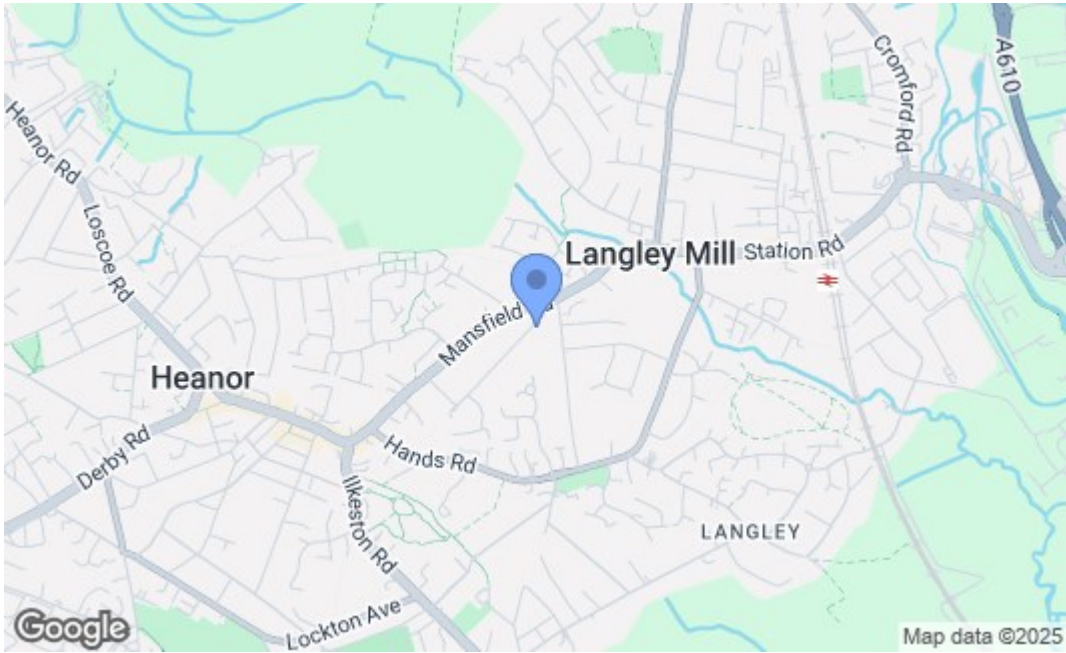 A610
Cromford Rd
Heanor Rd
Loscoe Rd
Langley Mill
Station Rd
Mansfield
Heanor
Derby Rd
Hands Rd
Ilkeston Rd
LANGLEY
Lockton Ave
Google
Map data ©2025